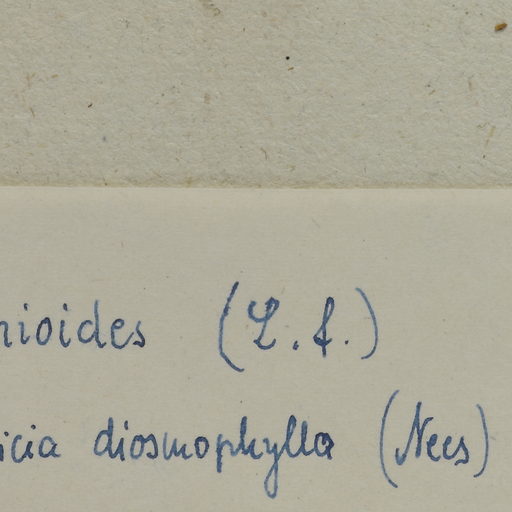 nioides (L.f.)
icia diosmophylla (Nees)